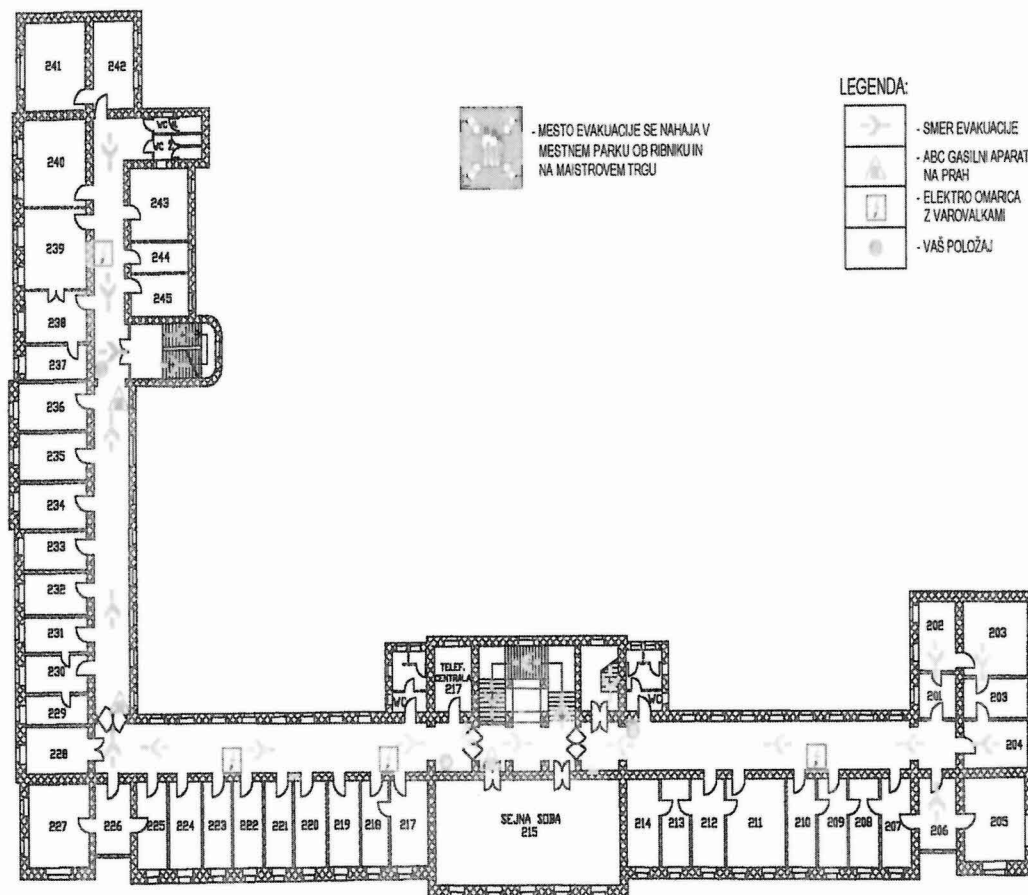 241
242
WC M
WC Ž
240
243
239
244
245
238
237
236
235
234
233
232
231
230
229
228
227
226
225
224
223
222
221
220
219
218
217
TELEF.
CENTRALA
217
WC
WC
SEJNA SOBA
215
214
213
212
211
210
209
208
207
206
205
204
203
203
202
201
- MESTO EVAKUACIJE SE NAHAJA V
MESTNEM PARKU OB RIBNIKU IN
NA MAISTROVEM TRGU
LEGENDA:
- SMER EVAKUACIJE
- ABC GASILNI APARAT
NA PRAH
- ELEKTRO OMARICA
Z VAROVALKAMI
- VAŠ POLOŽAJ